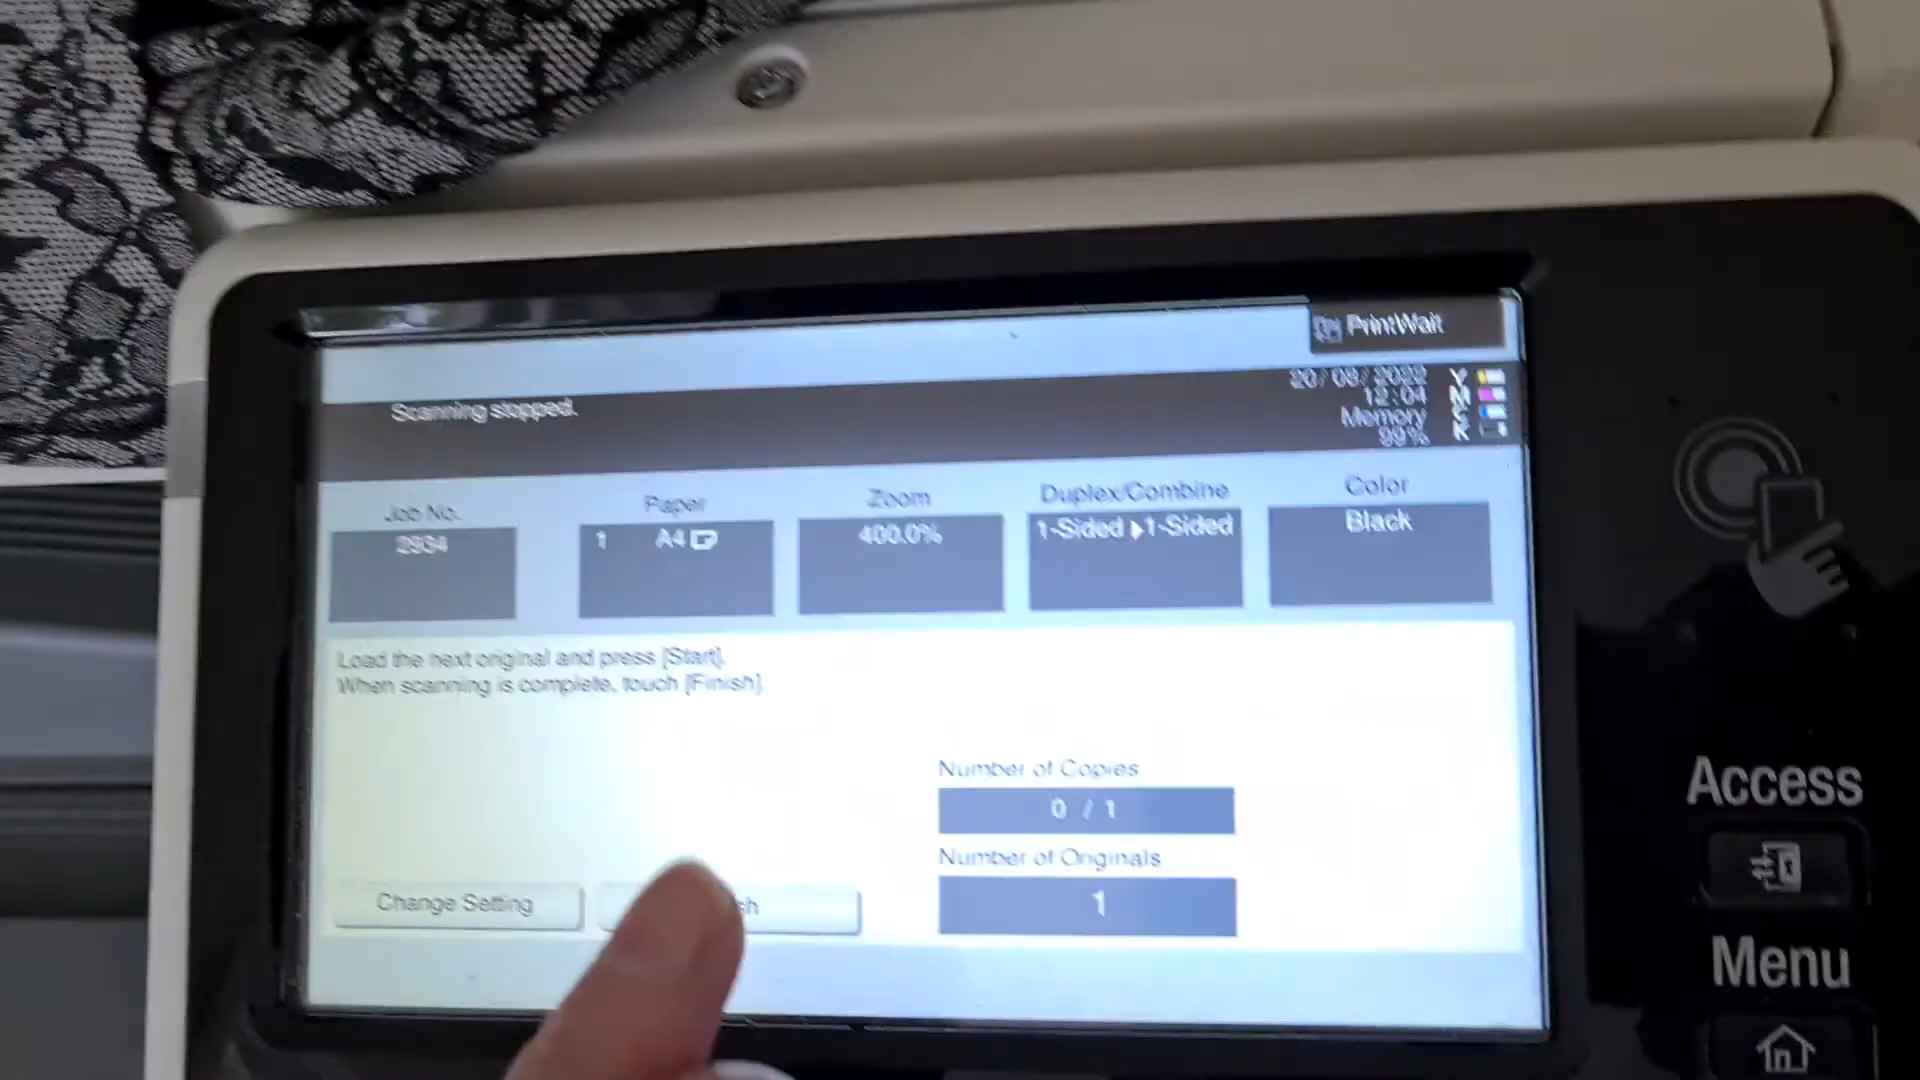 PrintWait
Scanning stopped.
20/08/2022
12:04
Memory
99%
Y
M
C
K
Job No.
2934
Paper
1 A4
Zoom
400.0%
Duplex/Combine
1-Sided ▶1-Sided
Color
Black
Load the next original and press [Start].
When scanning is complete, touch [Finish]
Number of Copies
0 / 1
Number of Originals
1
Change Setting
sh
Access
Menu